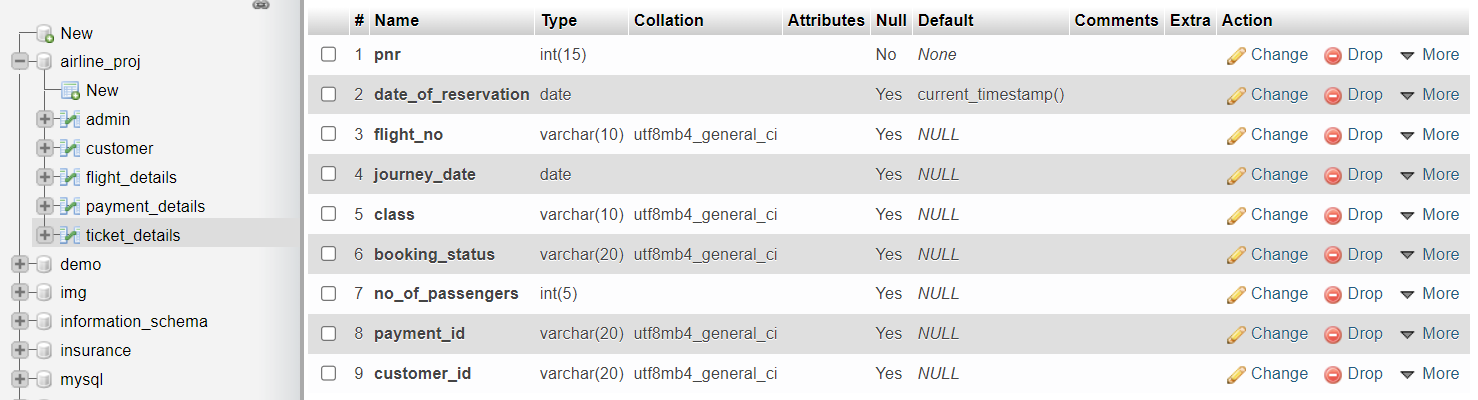 New
airline_proj
New
admin
customer
flight_details
payment_details
ticket_details
demo
img
information_schema
insurance
mysql
# Name Type Collation Attributes Null Default Comments Extra Action
1 pnr int(15) No None Change Drop More
2 date_of_reservation date Yes current_timestamp() Change Drop More
3 flight_no varchar(10) utf8mb4_general_ci Yes NULL Change Drop More
4 journey_date date Yes NULL Change Drop More
5 class varchar(10) utf8mb4_general_ci Yes NULL Change Drop More
6 booking_status varchar(20) utf8mb4_general_ci Yes NULL Change Drop More
7 no_of_passengers int(5) Yes NULL Change Drop More
8 payment_id varchar(20) utf8mb4_general_ci Yes NULL Change Drop More
9 customer_id varchar(20) utf8mb4_general_ci Yes NULL Change Drop More